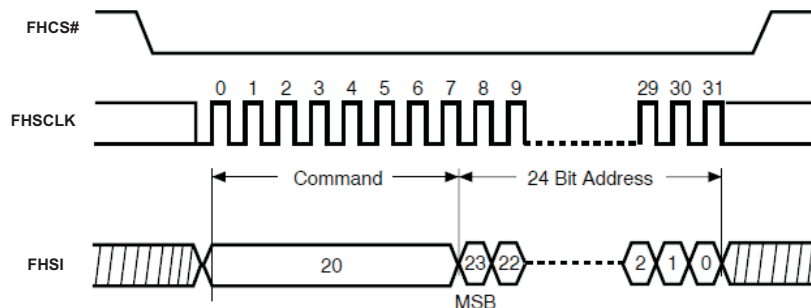 FHCS#
0 1 2 3 4 5 6 7 8 9 29 30 31
FHSCLK
Command 24 Bit Address
FHSI 20 23 22 2 1 0
MSB